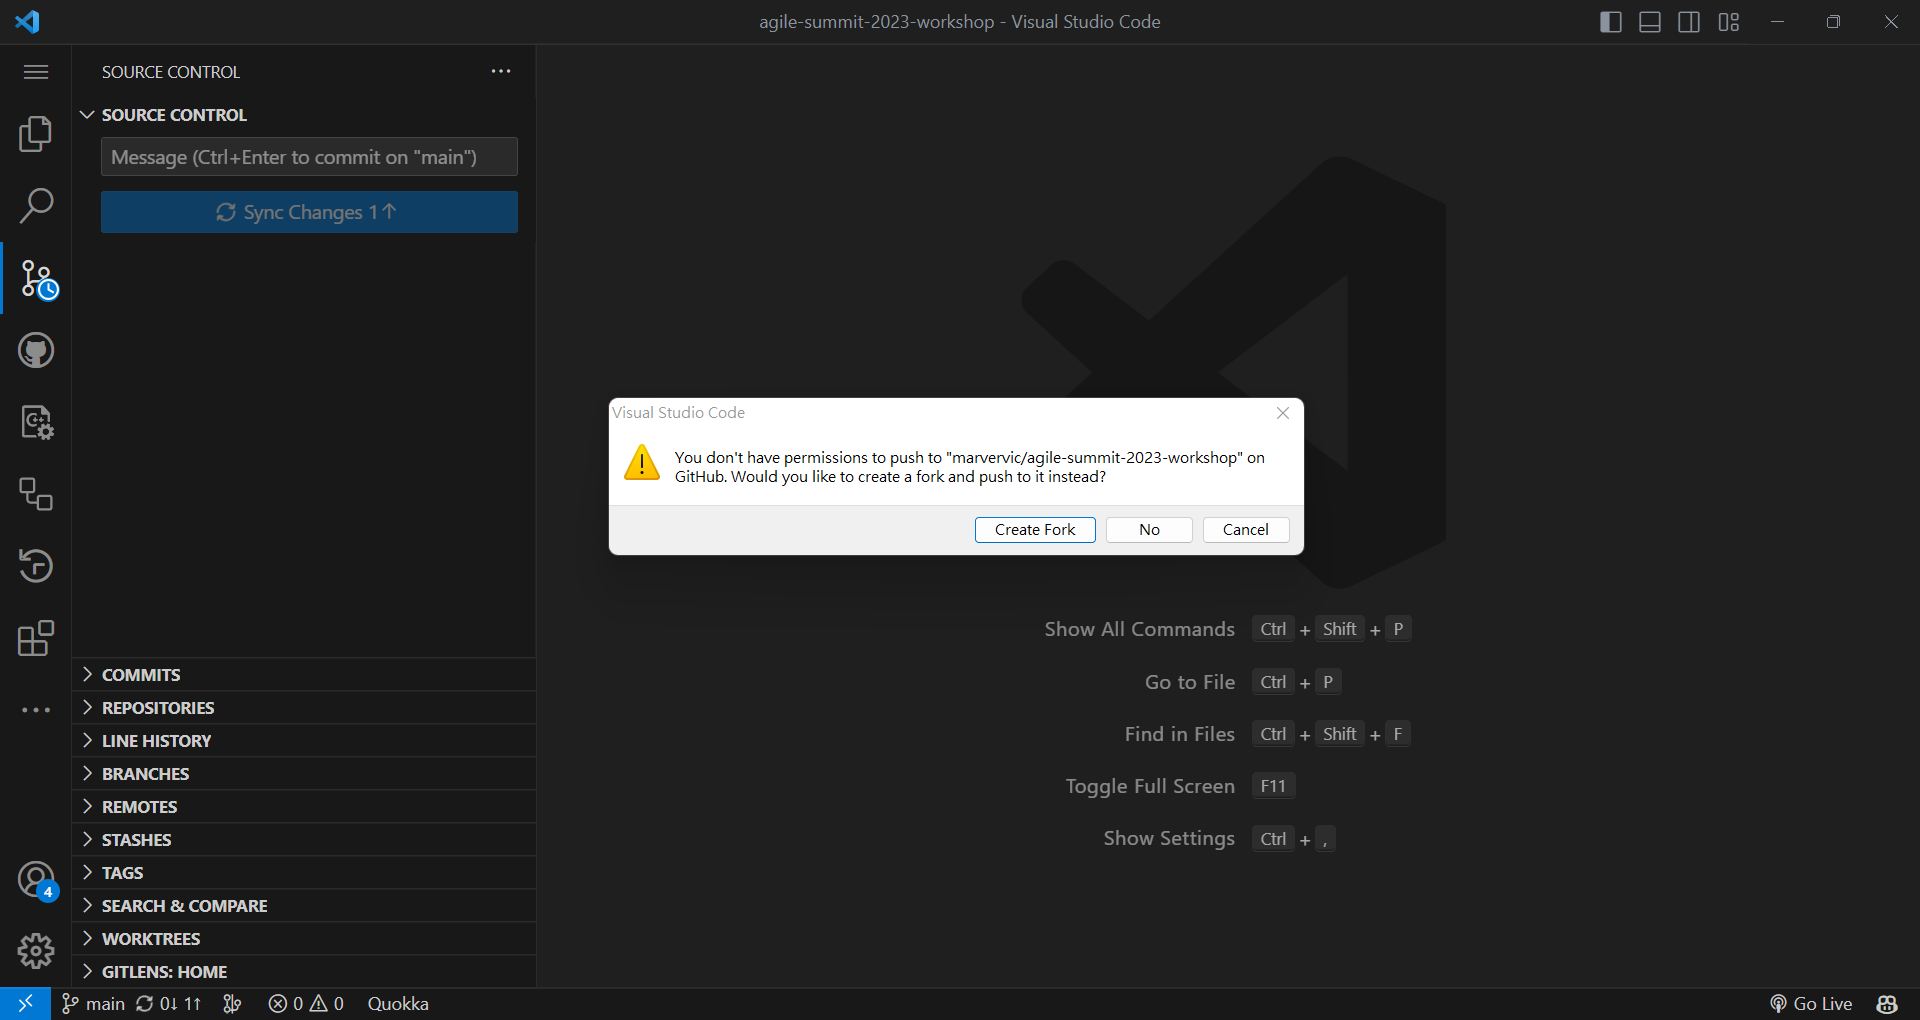 agile-summit-2023-workshop - Visual Studio Code
SOURCE CONTROL
SOURCE CONTROL
Message (Ctrl+Enter to commit on "main")
Sync Changes 1↑
Visual Studio Code
You don't have permissions to push to "marvervic/agile-summit-2023-workshop" on
GitHub. Would you like to create a fork and push to it instead?
Create Fork
No
Cancel
Show All Commands Ctrl + Shift + P
Go to File Ctrl + P
Find in Files Ctrl + Shift + F
Toggle Full Screen F11
Show Settings Ctrl + ,
COMMITS
REPOSITORIES
LINE HISTORY
BRANCHES
REMOTES
STASHES
TAGS
SEARCH & COMPARE
WORKTREES
GITLENS: HOME
4
main 0↓ 1↑ 0 0 Quokka
Go Live